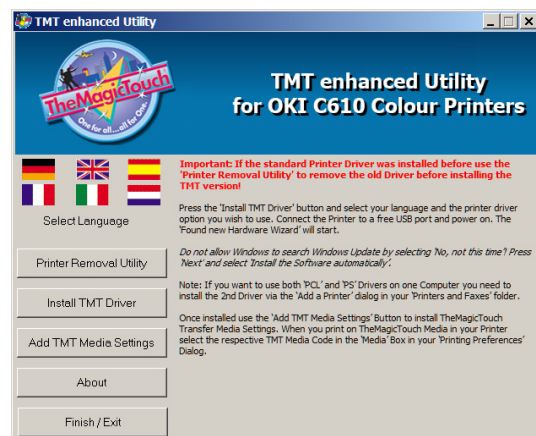 TMT enhanced Utility
TheMagicTouch
One for all...all for One.
TMT enhanced Utility
for OKI C610 Colour Printers
Select Language
Printer Removal Utility
Install TMT Driver
Add TMT Media Settings
About
Finish / Exit
Important: If the standard Printer Driver was installed before use the
'Printer Removal Utility' to remove the old Driver before installing the
TMT version!
Press the 'Install TMT Driver' button and select your language and the printer driver
option you wish to use. Connect the Printer to a free USB port and power on. The
'Found new Hardware Wizard' will start.
Do not allow Windows to search Windows Update by selecting 'No, not this time'! Press
'Next' and select 'Install the Software automatically'.
Note: If you want to use both 'PCL' and 'PS' Drivers on one Computer you need to
install the 2nd Driver via the 'Add a Printer' dialog in your 'Printers and Faxes' folder.
Once installed use the 'Add TMT Media Settings' Button to install TheMagicTouch
Transfer Media Settings. When you print on TheMagicTouch Media in your Printer
select the respective TMT Media Code in the 'Media' Box in your 'Printing Preferences'
Dialog.